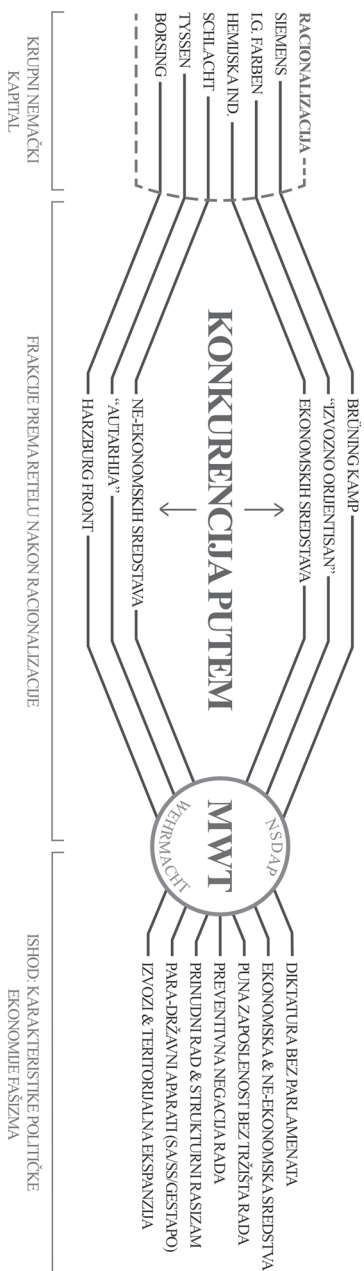 RACIONALIZACIJA
SIEMENS
I.G. FARBEN
HEMIJSKA IND.
SCHLACHT
TYSSEN
BORSING
BRÜNING KAMP
“IZVOZNO ORIJENTISAN”
EKONOMSKIH SREDSTAVA
KONKURENCIJA PUTEM
NE-EKONOMSKIH SREDSTAVA
“AUTARHIJA”
HARZBURG FRONT
NSDAP
MWT
WEHRMACHT
DIKTATURA BEZ PARLAMENATA
EKONOMSKA & NE-EKONOMSKA SREDSTVA
PUNA ZAPOSLENOST BEZ TRŽIŠTA RADA
PREVENTIVNA NEGACIJA RADA
PRINUDNI RAD & STRUKTURNI RASIZAM
PARA-DRŽAVNI APARATI (SA/SS/GESTAPO)
IZVOZI & TERITORIJALNA EKSPANZIJA
KRUPNI NEMAČKI
KAPITAL
FRAKCIJE PREMA RETELU NAKON RACIONALIZACIJE
ISHOD: KARAKTERISTIKE POLITIČKE
EKONOMIJE FAŠIZMA